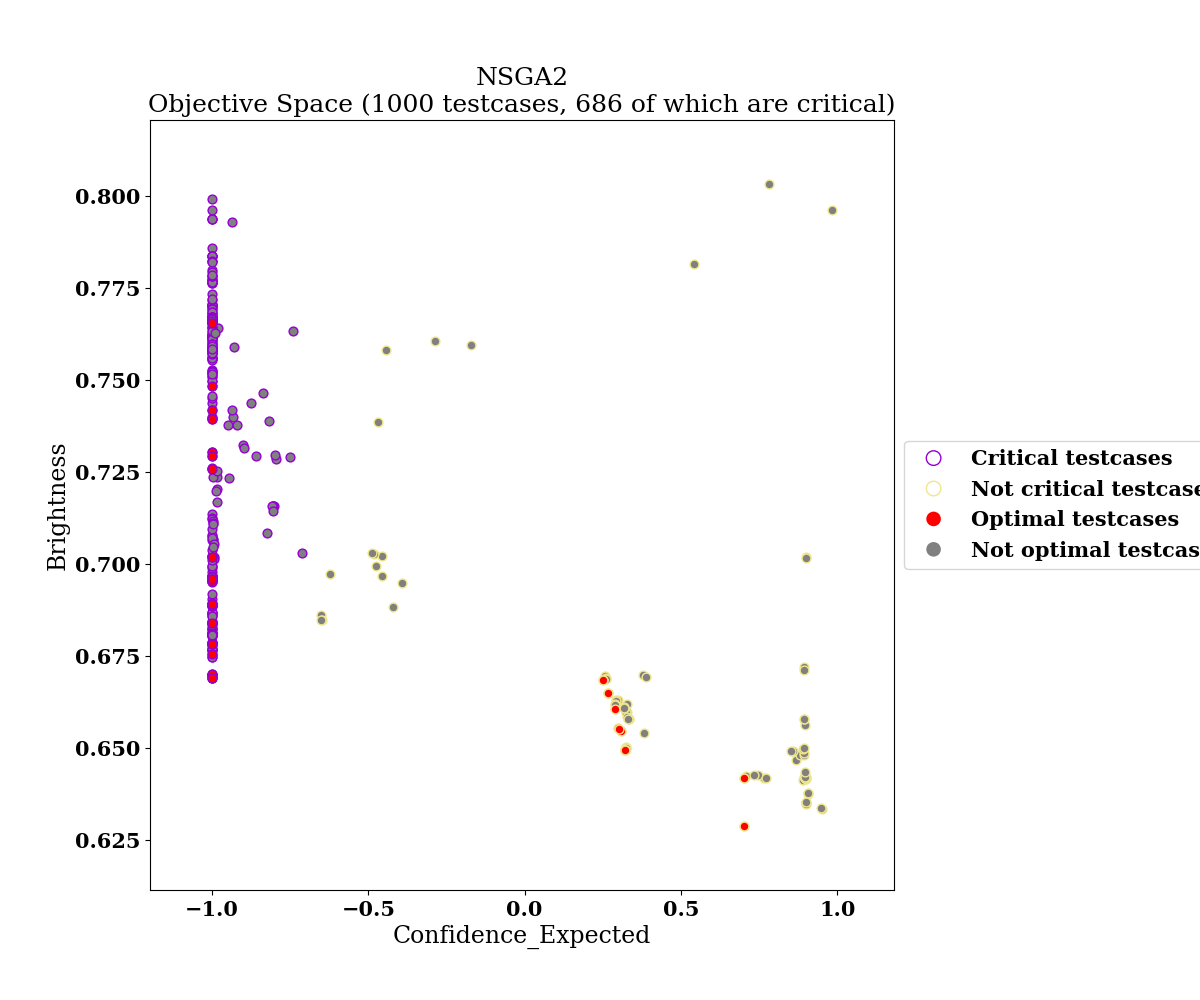 NSGA2
Objective Space (1000 testcases, 686 of which are critical)
0.800
0.775
0.750
0.725
0.700
0.675
0.650
0.625
Brightness
−1.0 −0.5 0.0 0.5 1.0
Confidence_Expected
Critical testcases
Not critical testcase
Optimal testcases
Not optimal testcas